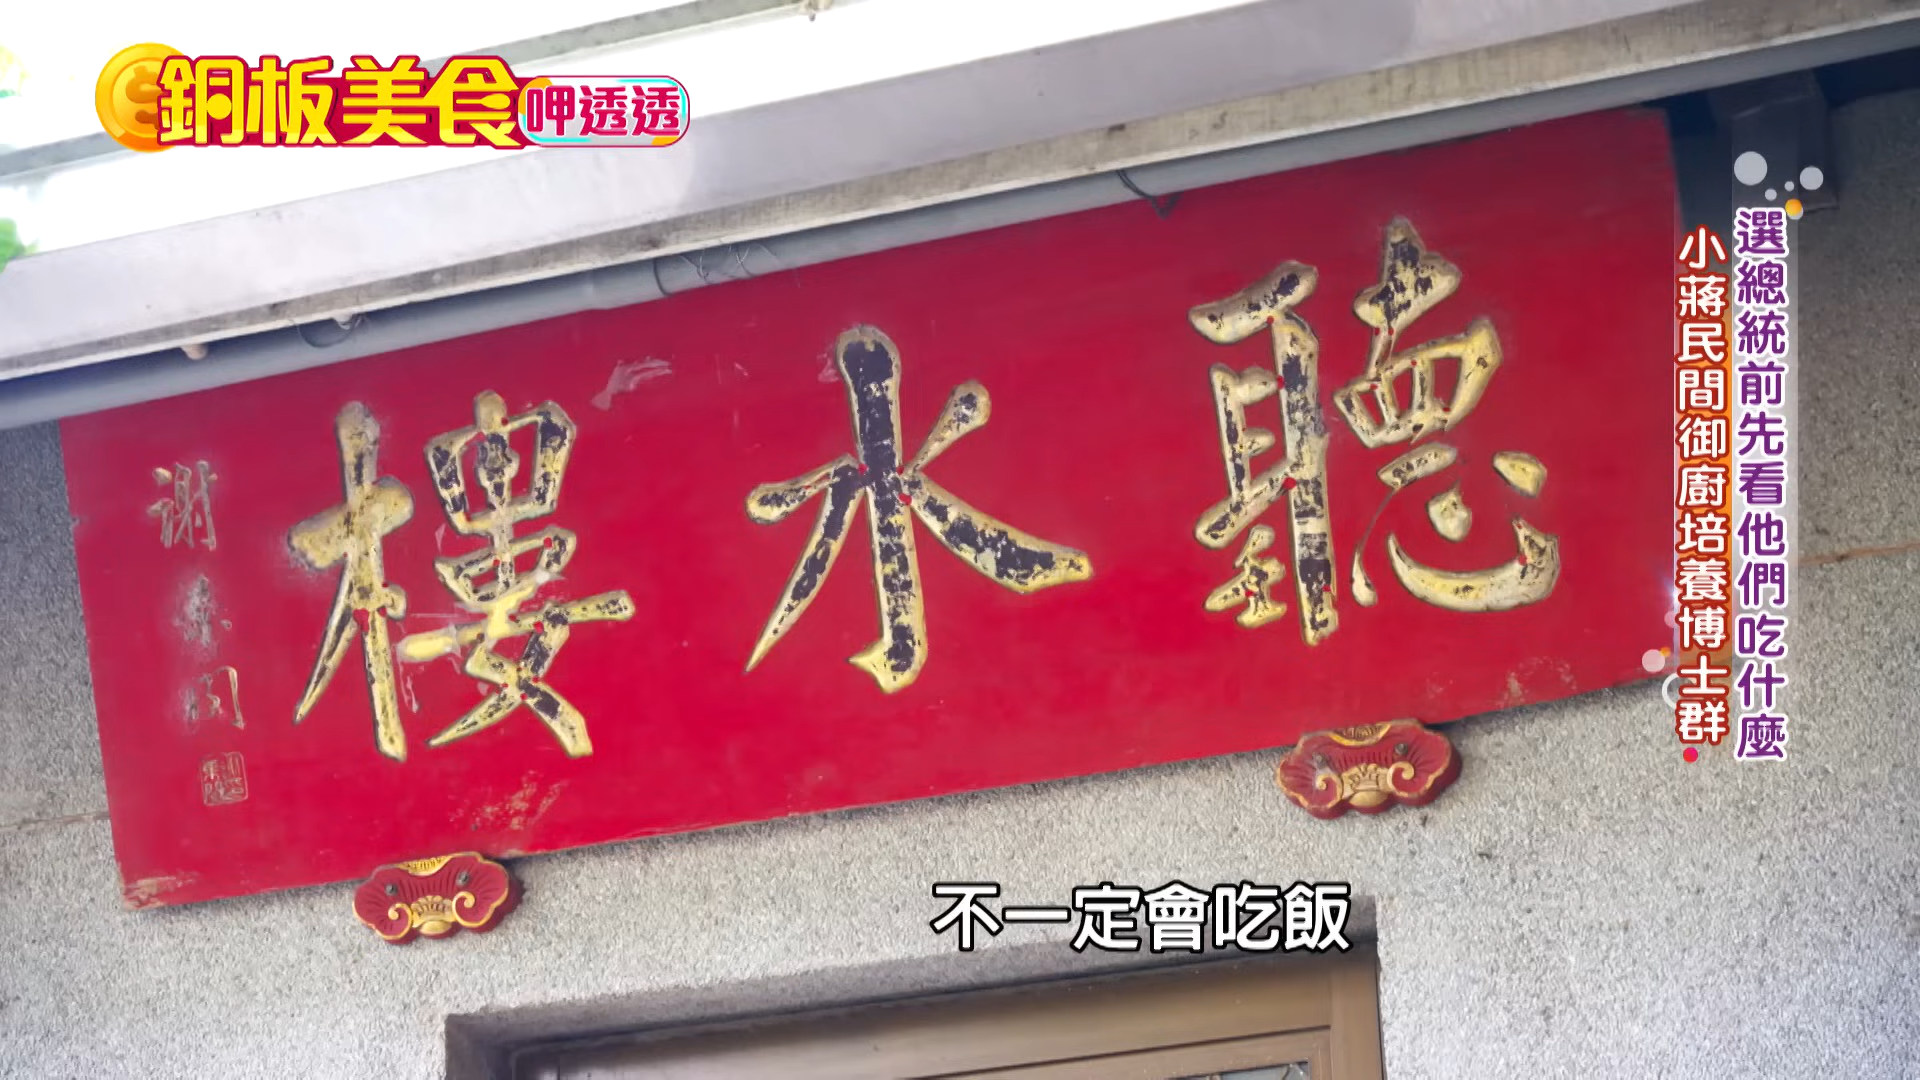 銅板美食
呷透透
選總統前先看他們吃什麼
小蔣民間御廚培養博士群
聽水樓
謝
不一定會吃飯